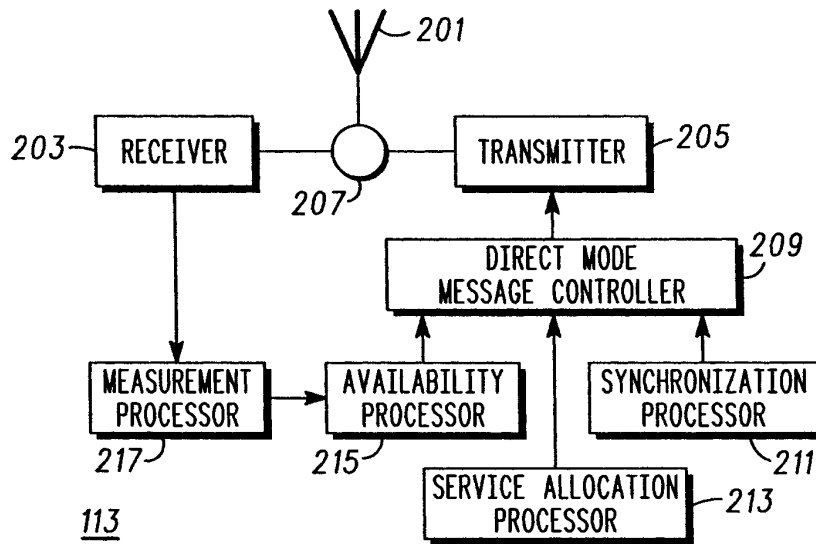 201
203
RECEIVER
207
TRANSMITTER
205
DIRECT MODE
MESSAGE CONTROLLER
209
MEASUREMENT
PROCESSOR
217
AVAILABILITY
PROCESSOR
215
SYNCHRONIZATION
PROCESSOR
211
SERVICE ALLOCATION
PROCESSOR
213
113